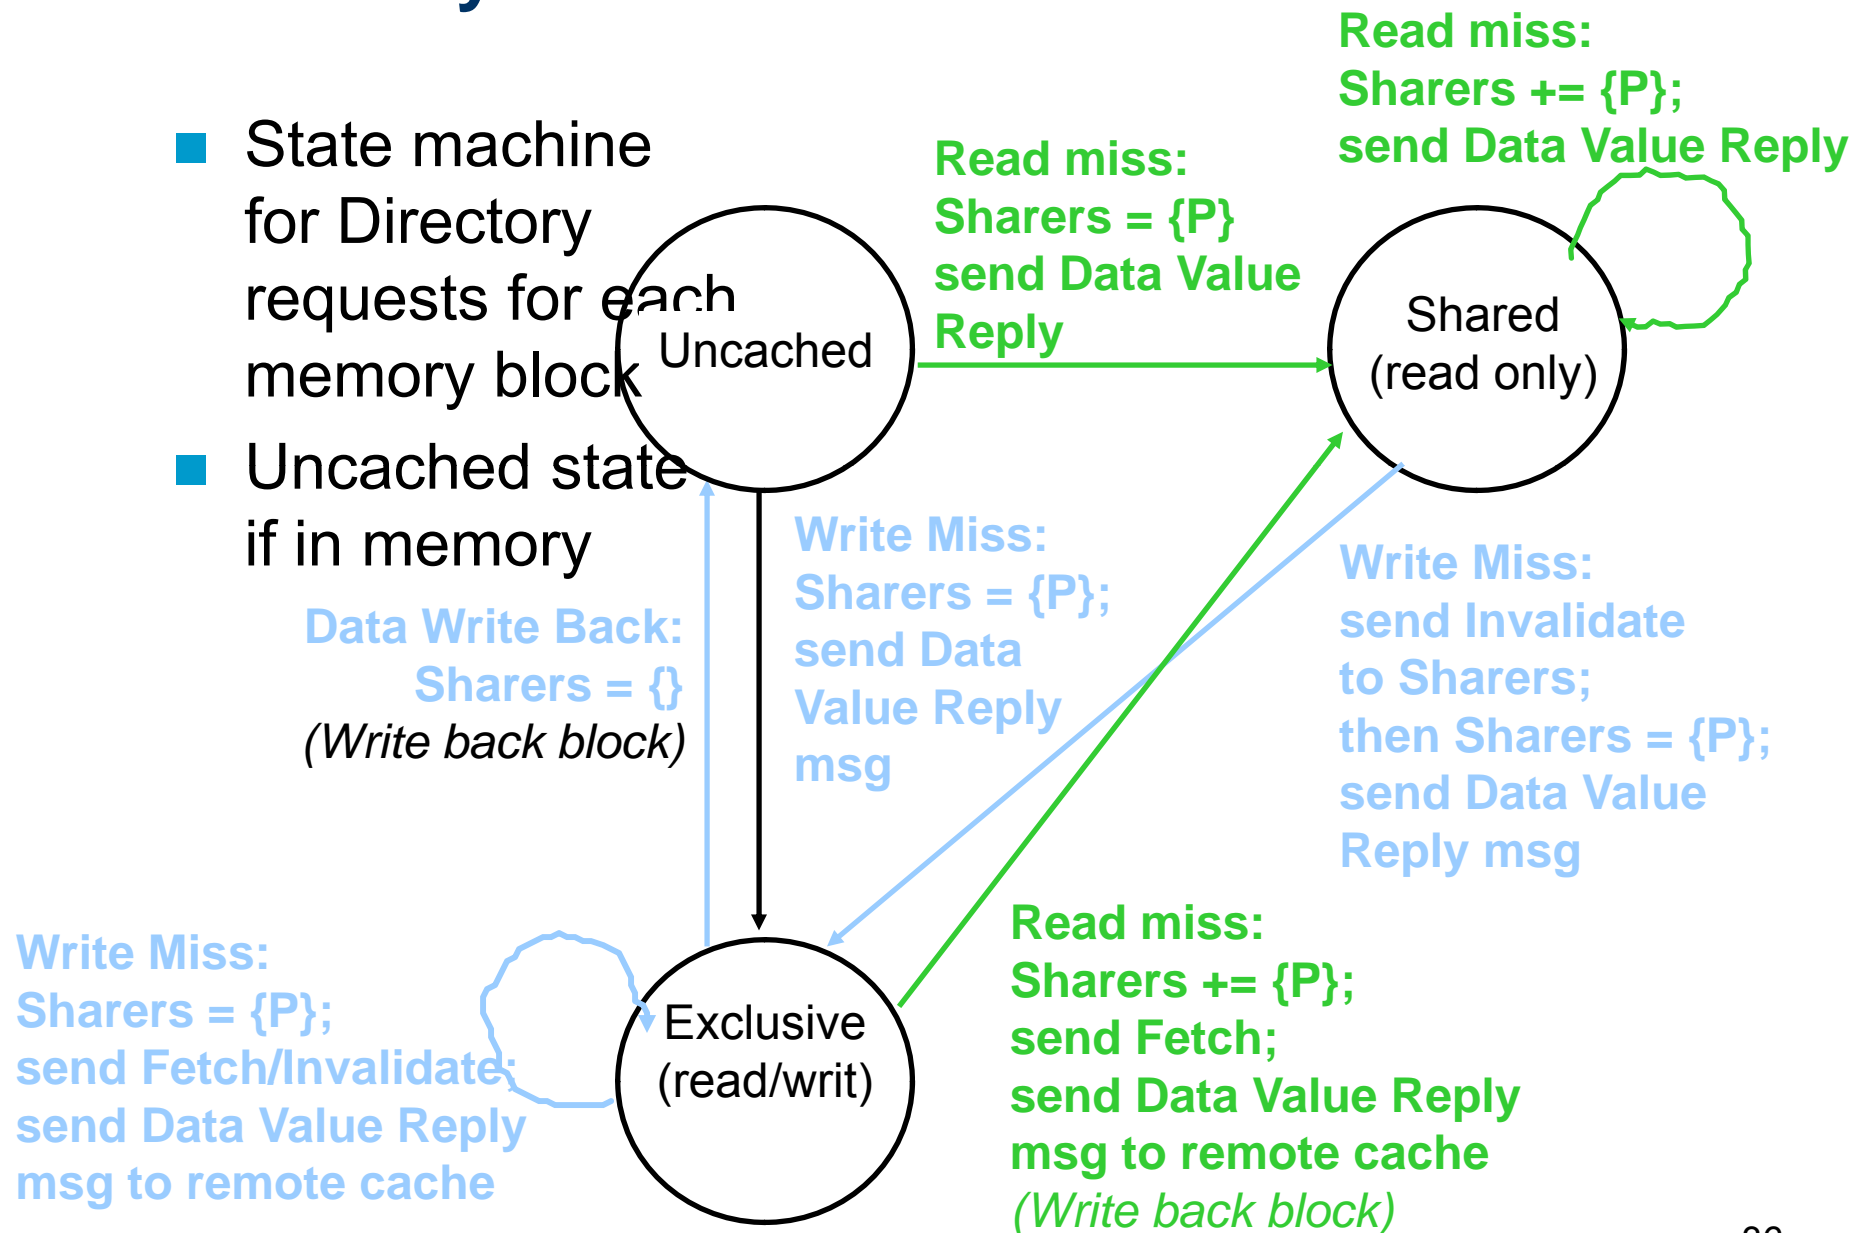 State machine
for Directory
requests for each
memory block
Uncached state
if in memory
Uncached
Read miss:
Sharers = {P}
send Data Value
Reply
Read miss:
Sharers += {P};
send Data Value Reply
Shared
(read only)
Data Write Back:
Sharers = {}
(Write back block)
Write Miss:
Sharers = {P};
send Data
Value Reply
msg
Write Miss:
send Invalidate
to Sharers;
then Sharers = {P};
send Data Value
Reply msg
Write Miss:
Sharers = {P};
send Fetch/Invalidate;
send Data Value Reply
msg to remote cache
Exclusive
(read/writ)
Read miss:
Sharers += {P};
send Fetch;
send Data Value Reply
msg to remote cache
(Write back block)